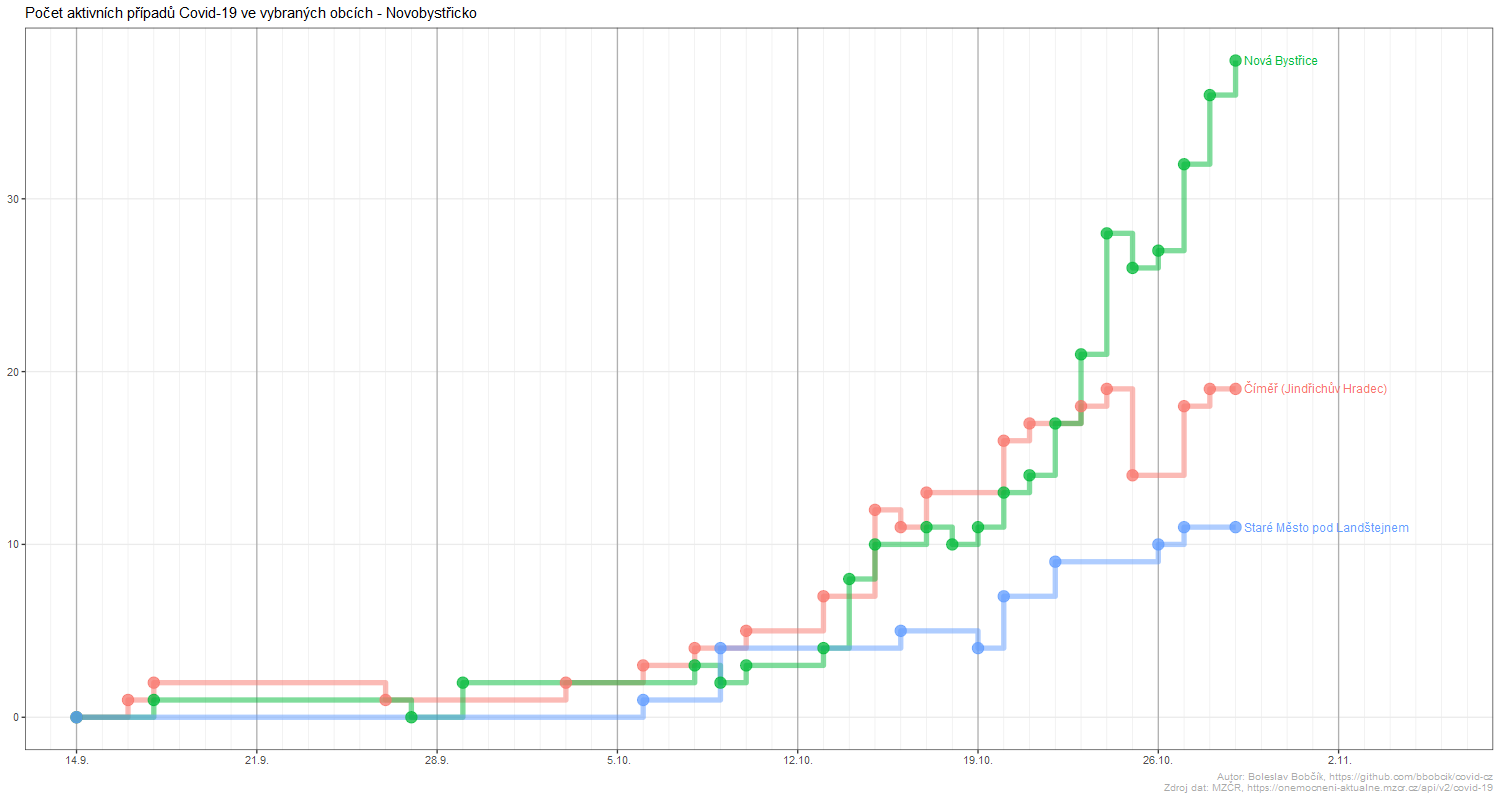 Počet aktivních případů Covid-19 ve vybraných obcích - Novobystřicko
Nová Bystřice
30
20
Číměř (Jindřichův Hradec)
10
Staré Město pod Landštejnem
0
14.9. 21.9. 28.9. 5.10. 12.10. 19.10. 26.10. 2.11.
Autor: Boleslav Bobčík, https://github.com/bbobcik/covid-cz
Zdroj dat: MZČR, https://onemocneni-aktualne.mzcr.cz/api/v2/covid-19